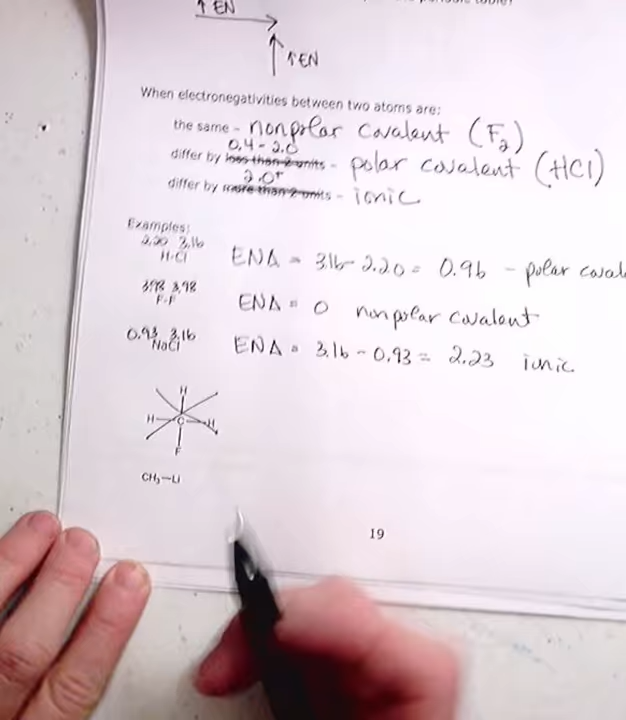 ↑ EN
↑ EN
When electronegativities between two atoms are:
the same - nonpolar covalent (F₂)
0.4 - 2.0
differ by less than 2 units - polar covalent (HCl)
2.0+
differ by more than 2 units - ionic
Examples:
2.20 3.16
H-Cl ENΔ = 3.16 - 2.20 = 0.96 - polar coval
3.98 3.98
F-F ENΔ = 0 nonpolar covalent
0.93 3.16
NaCl ENΔ = 3.16 - 0.93 = 2.23 ionic
H
H C H
F
CH₃-Li
19